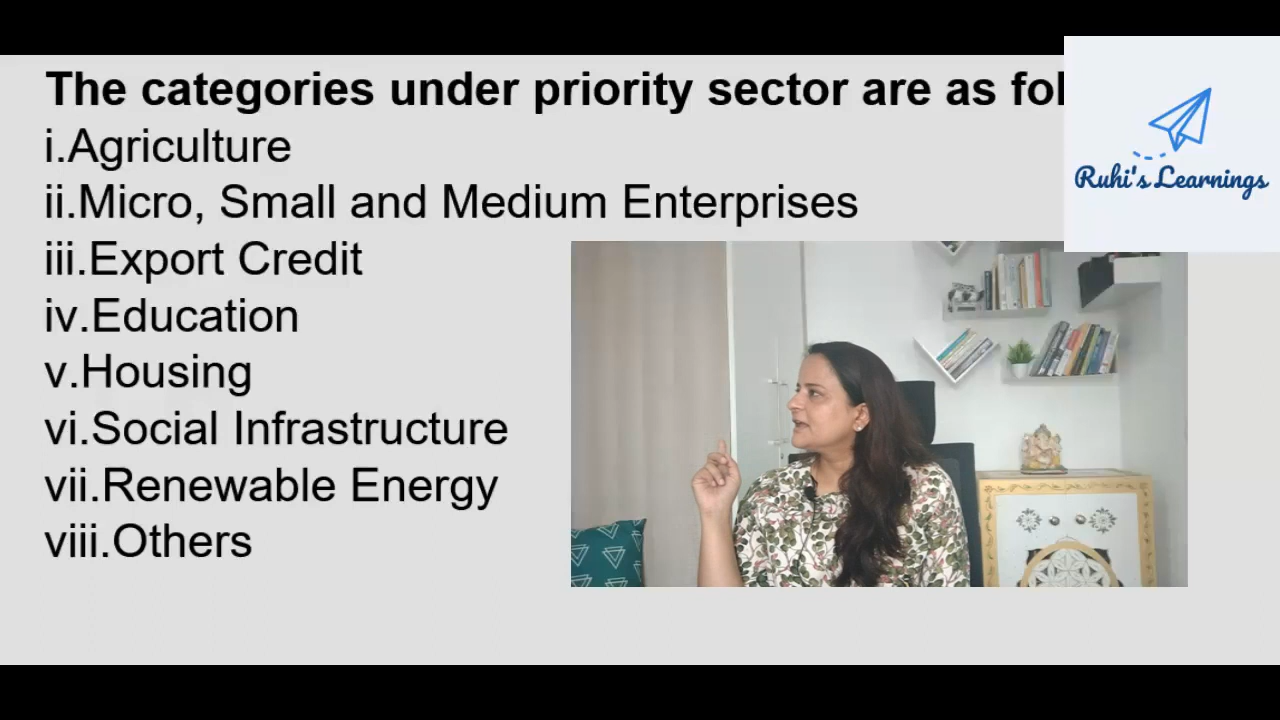 The categories under priority sector are as fol
i.Agriculture
ii.Micro, Small and Medium Enterprises
iii.Export Credit
iv.Education
v.Housing
vi.Social Infrastructure
vii.Renewable Energy
viii.Others
Ruhi's Learnings